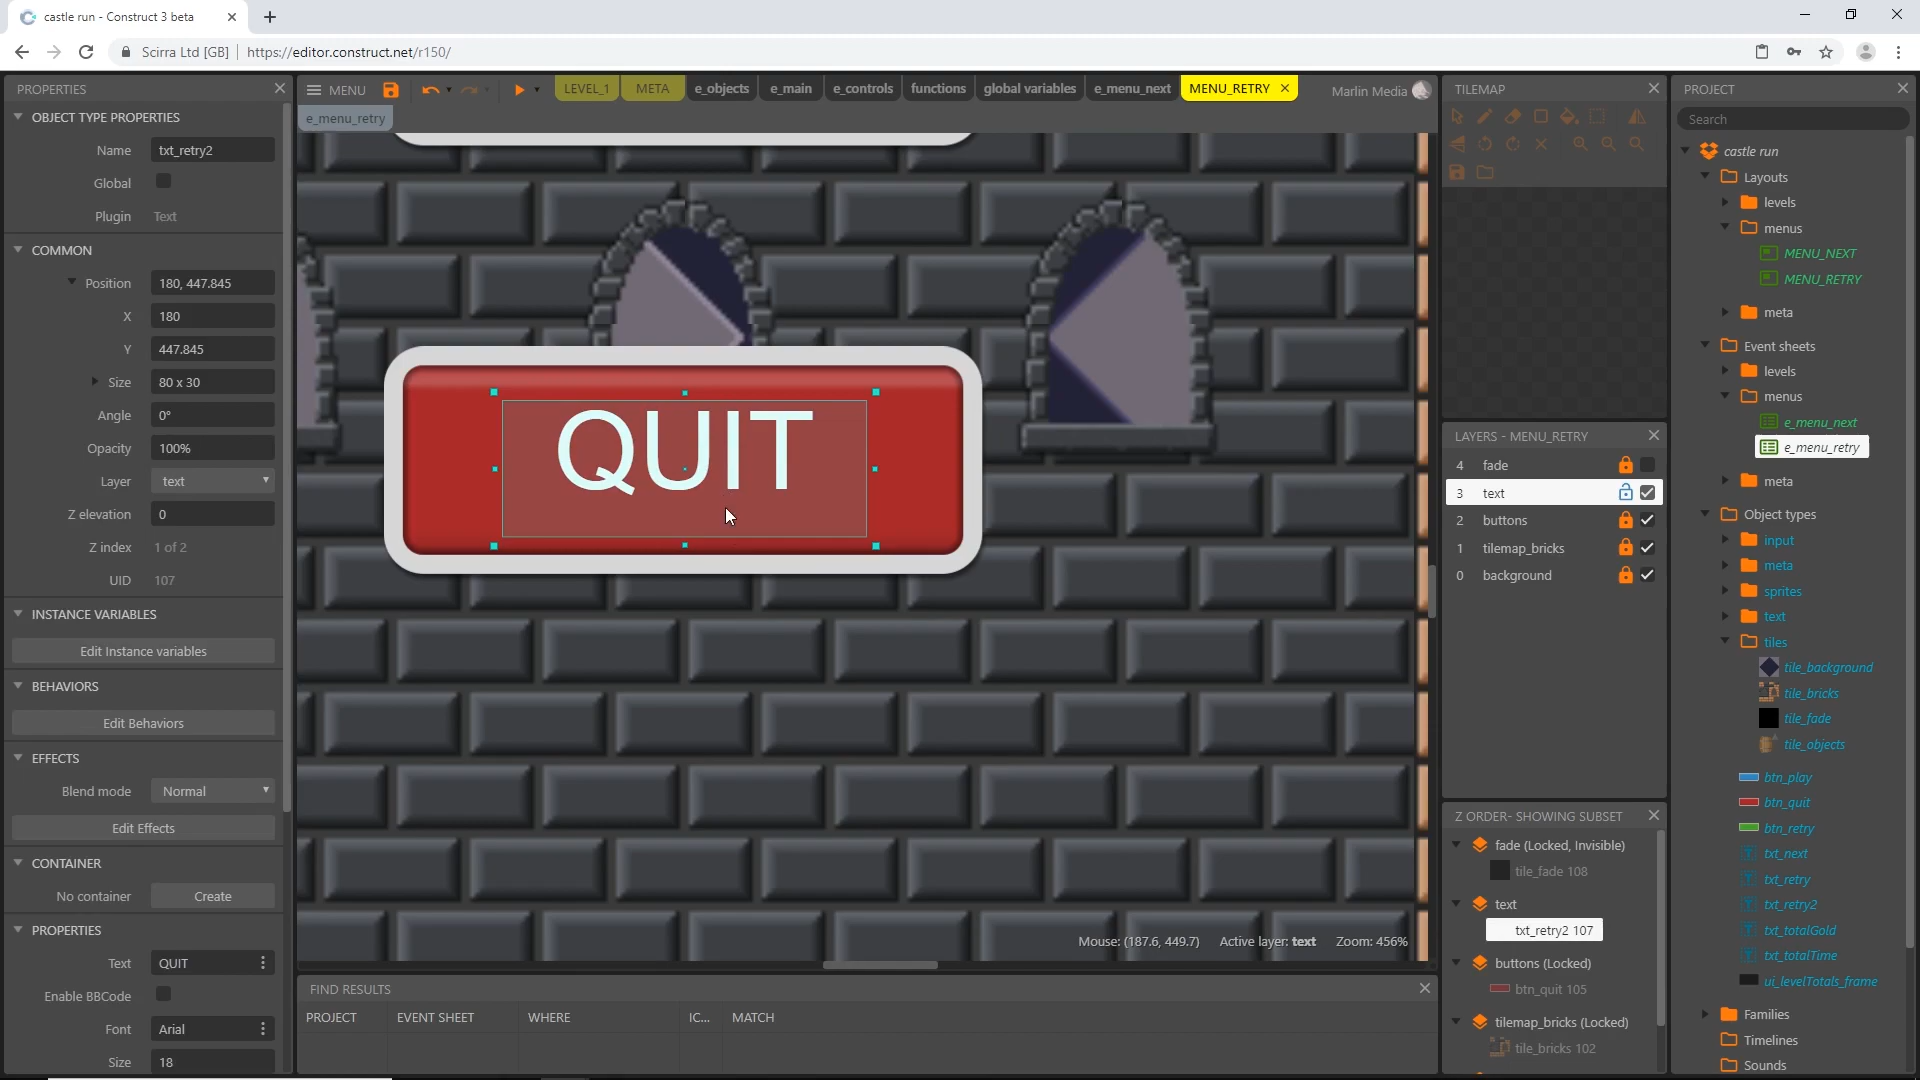 castle run - Construct 3 beta
Scirra Ltd [GB] https://editor.construct.net/r150/
PROPERTIES
OBJECT TYPE PROPERTIES
Name txt_retry2
Global
Plugin Text
COMMON
Position 180, 447.845
X 180
Y 447.845
Size 80 x 30
Angle 0°
Opacity 100%
Layer text
Z elevation 0
Z index 1 of 2
UID 107
INSTANCE VARIABLES
Edit Instance variables
BEHAVIORS
Edit Behaviors
EFFECTS
Blend mode Normal
Edit Effects
CONTAINER
No container Create
PROPERTIES
Text QUIT
Enable BBCode
Font Arial
Size 18
MENU
LEVEL_1 META e_objects e_main e_controls functions global variables e_menu_next MENU_RETRY
Marlin Media
e_menu_retry
QUIT
Mouse: (187.6, 449.7) Active layer: text Zoom: 456%
FIND RESULTS
PROJECT EVENT SHEET WHERE IC... MATCH
TILEMAP
LAYERS - MENU_RETRY
4 fade
3 text
2 buttons
1 tilemap_bricks
0 background
Z ORDER- SHOWING SUBSET
fade (Locked, Invisible)
tile_fade 108
text
txt_retry2 107
buttons (Locked)
btn_quit 105
tilemap_bricks (Locked)
tile_bricks 102
PROJECT
Search
castle run
Layouts
levels
menus
MENU_NEXT
MENU_RETRY
meta
Event sheets
levels
menus
e_menu_next
e_menu_retry
meta
Object types
input
meta
sprites
text
tiles
tile_background
tile_bricks
tile_fade
tile_objects
btn_play
btn_quit
btn_retry
txt_next
txt_retry
txt_retry2
txt_totalGold
txt_totalTime
ui_levelTotals_frame
Families
Timelines
Sounds